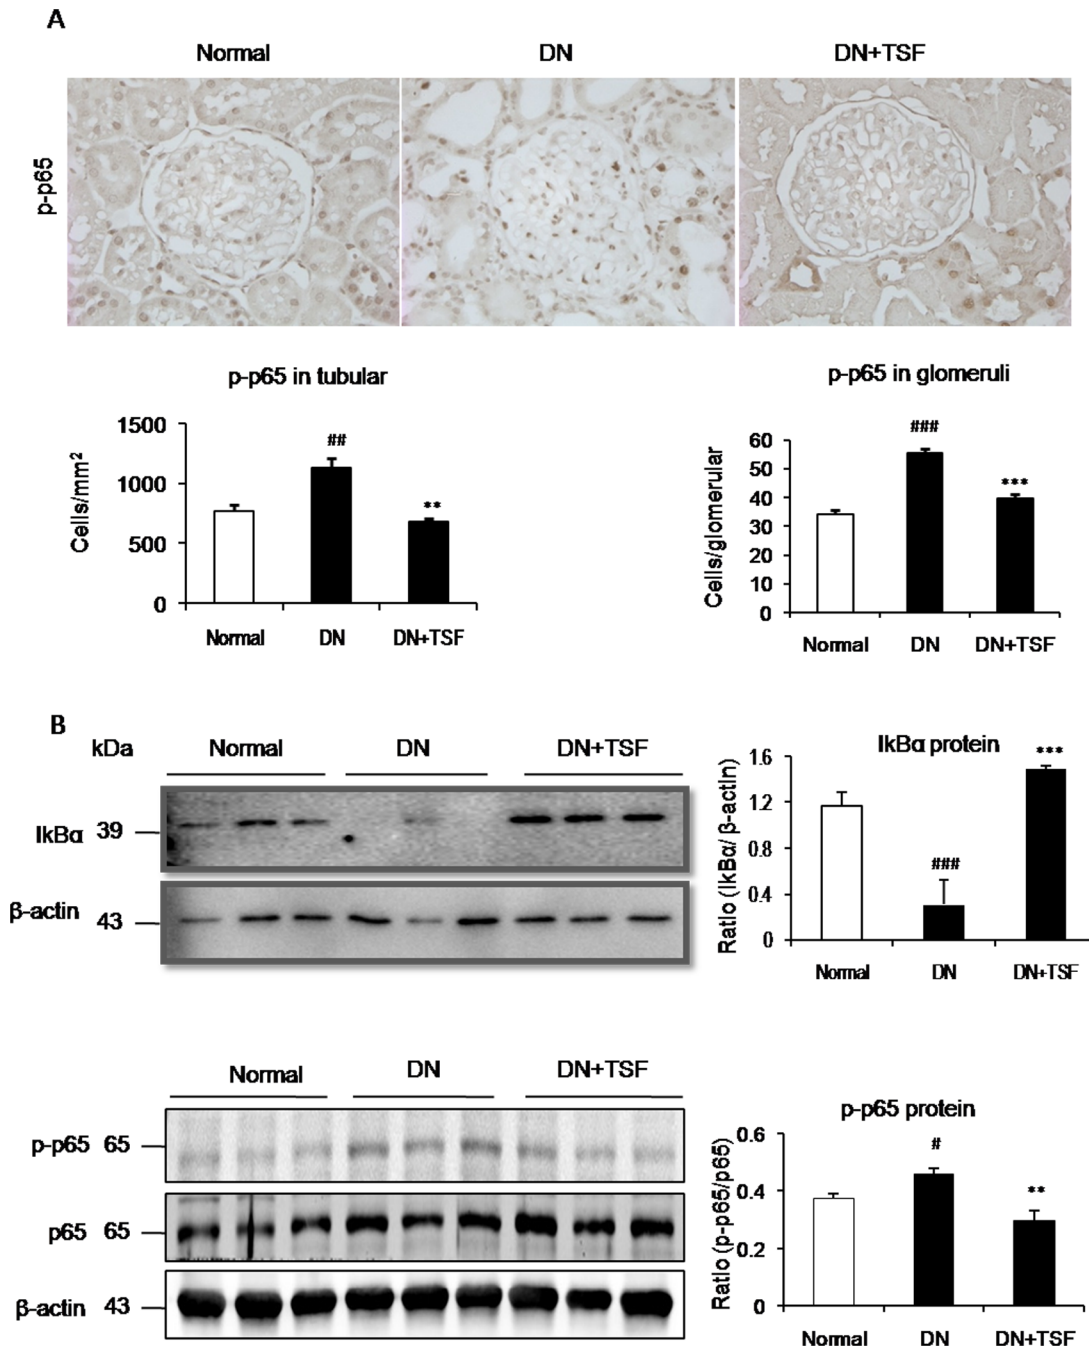 A
Normal DN DN+TSF
p-p65
p-p65 in tubular
Cells/mm²
1500
1000
500
0
##
**
Normal DN DN+TSF
p-p65 in glomeruli
Cells/glomerular
60
50
40
30
20
10
0
###
***
Normal DN DN+TSF
B
kDa Normal DN DN+TSF
IkBα 39
β-actin 43
IkBα protein
Ratio (IkBα/ β-actin)
1.6
1.2
0.8
0.4
0
###
***
Normal DN DN+TSF
Normal DN DN+TSF
p-p65 65
p65 65
β-actin 43
p-p65 protein
Ratio (p-p65/p65)
0.6
0.4
0.2
0
#
**
Normal DN DN+TSF